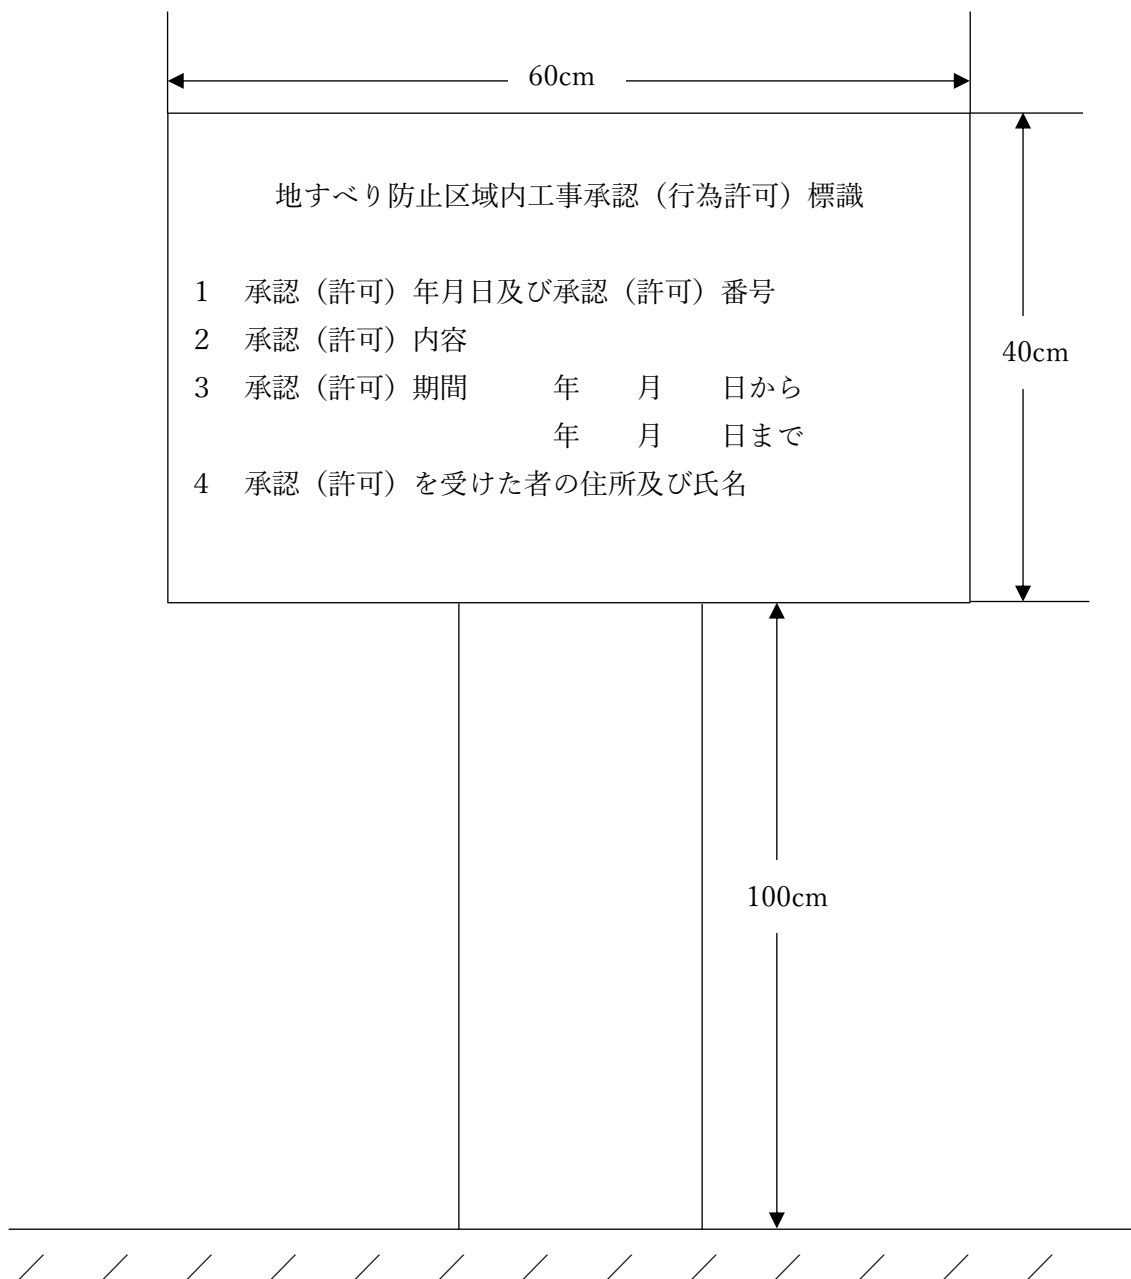 60cm
地すべり防止区域内工事承認（行為許可）標識
1　承認（許可）年月日及び承認（許可）番号
2　承認（許可）内容
3　承認（許可）期間　　　年　　月　　日から
年　　月　　日まで
4　承認（許可）を受けた者の住所及び氏名
40cm
100cm